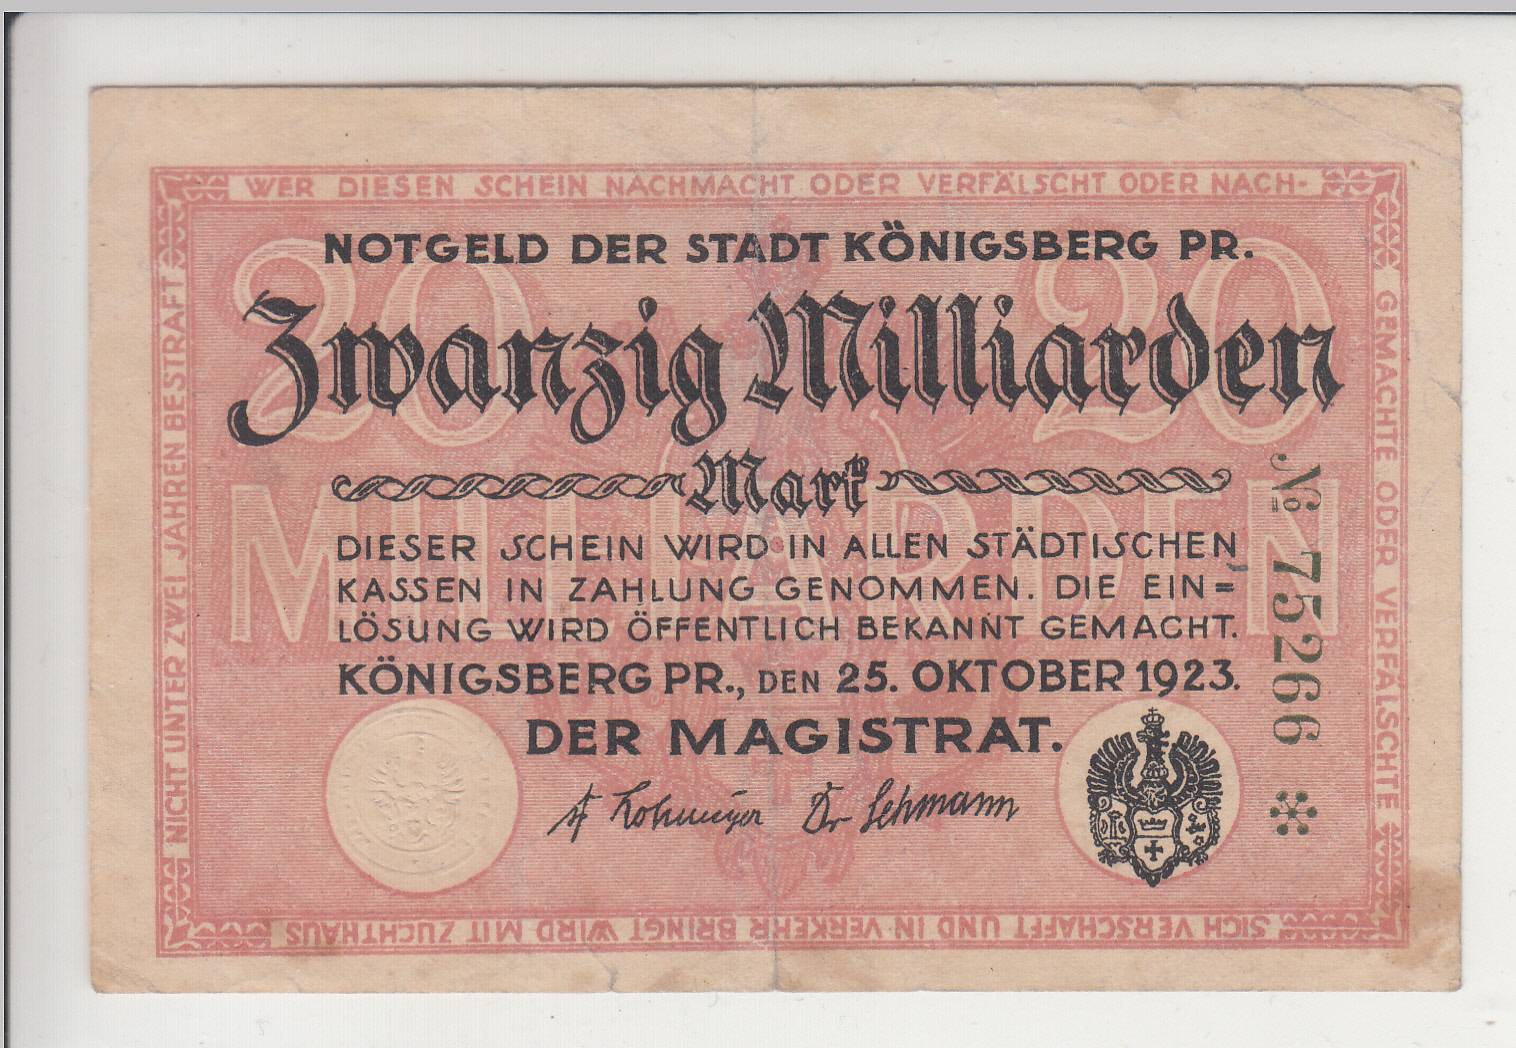 WER DIESEN SCHEIN NACHMACHT ODER VERFÄLSCHT ODER NACH-
GEMACHTE ODER VERFÄLSCHTE
SICH VERSCHAFFT UND IN VERKEHR BRINGT WIRD MIT ZUCHTHAUS
NICHT UNTER ZWEI JAHREN BESTRAFT
20 20
MILLIARDEN
NOTGELD DER STADT KÖNIGSBERG PR.
Zwanzig Milliarden
Mark
DIESER SCHEIN WIRD IN ALLEN STÄDTISCHEN
KASSEN IN ZAHLUNG GENOMMEN. DIE EIN=
LÖSUNG WIRD ÖFFENTLICH BEKANNT GEMACHT.
KÖNIGSBERG PR., DEN 25. OKTOBER 1923.
DER MAGISTRAT.
Lohmeyer Dr Lehmann
№ 75266 ※